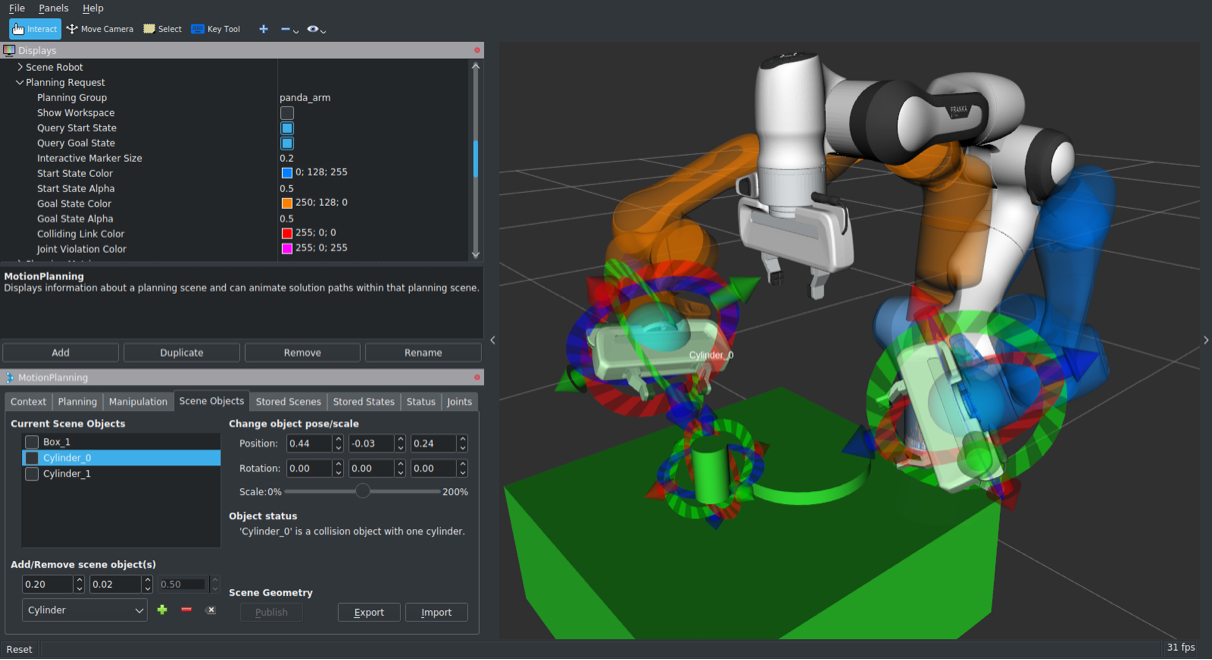 File Panels Help
Interact Move Camera Select Key Tool
Displays
Scene Robot
Planning Request
Planning Group panda_arm
Show Workspace
Query Start State
Query Goal State
Interactive Marker Size 0.2
Start State Color 0; 128; 255
Start State Alpha 0.5
Goal State Color 250; 128; 0
Goal State Alpha 0.5
Colliding Link Color 255; 0; 0
Joint Violation Color 255; 0; 255
MotionPlanning
Displays information about a planning scene and can animate solution paths within that planning scene.
Add Duplicate Remove Rename
MotionPlanning
Context Planning Manipulation Scene Objects Stored Scenes Stored States Status Joints
Current Scene Objects
Box_1
Cylinder_0
Cylinder_1
Change object pose/scale
Position: 0.44 -0.03 0.24
Rotation: 0.00 0.00 0.00
Scale:0% 200%
Object status
'Cylinder_0' is a collision object with one cylinder.
Add/Remove scene object(s)
0.20 0.02 0.50
Cylinder
Scene Geometry
Publish Export Import
Reset
FRANKA
Cylinder_0
31 fps